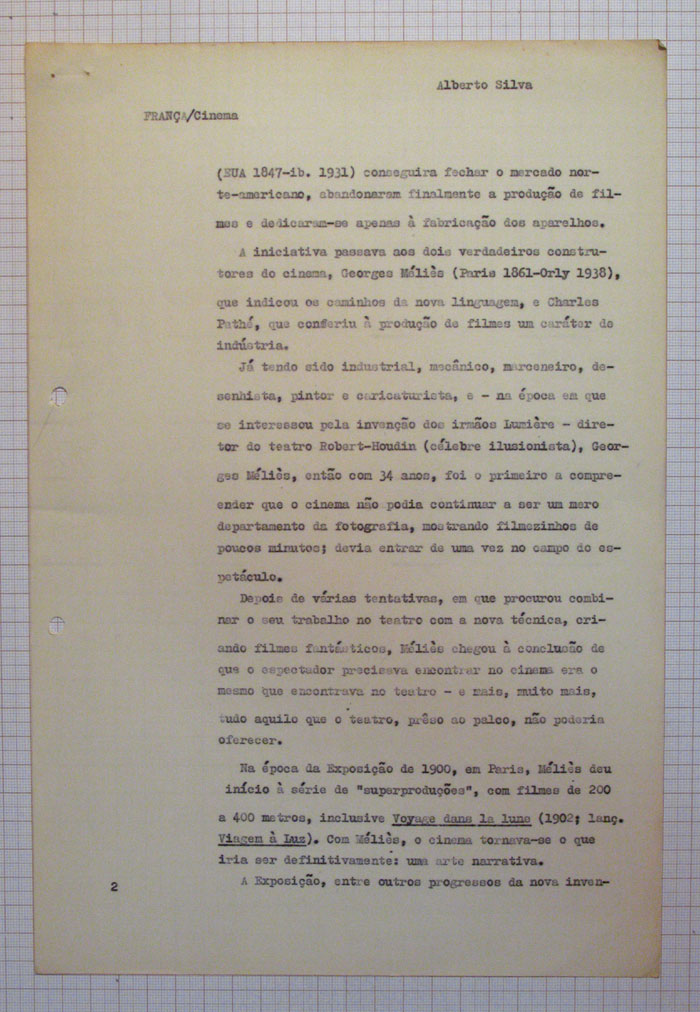 Alberto Silva
FRANÇA/Cinema
(EUA 1847-ib. 1931) conseguira fechar o mercado nor-
te-americano, abandonaram finalmente a produção de fil-
mes e dedicaram-se apenas à fabricação dos aparelhos.
A iniciativa passava aos dois verdadeiros constru-
tores do cinema, Georges Méliès (Paris 1861-Orly 1938),
que indicou os caminhos da nova linguagem, e Charles
Pathé, que conferiu à produção de filmes um caráter de
indústria.
Já tendo sido industrial, mecânico, marceneiro, de-
senhista, pintor e caricaturista, e - na época em que
se interessou pela invenção dos irmãos Lumière - dire-
tor do teatro Robert-Houdin (célebre ilusionista), Geor-
ges Méliès, então com 34 anos, foi o primeiro a compre-
ender que o cinema não podia continuar a ser um mero
departamento da fotografia, mostrando filmezinhos de
poucos minutos; devia entrar de uma vez no campo do es-
petáculo.
Depois de várias tentativas, em que procurou combi-
nar o seu trabalho no teatro com a nova técnica, cri-
ando filmes fantásticos, Méliès chegou à conclusão de
que o espectador precisava encontrar no cinema era o
mesmo que encontrava no teatro - e mais, muito mais,
tudo aquilo que o teatro, prêso ao palco, não poderia
oferecer.
Na época da Exposição de 1900, em Paris, Méliès deu
início à série de "superproduções", com filmes de 200
a 400 metros, inclusive Voyage dans la lune (1902; lanç.
Viagem à Lua). Com Méliès, o cinema tornava-se o que
iria ser definitivamente: uma arte narrativa.
A Exposição, entre outros progressos da nova inven-
2